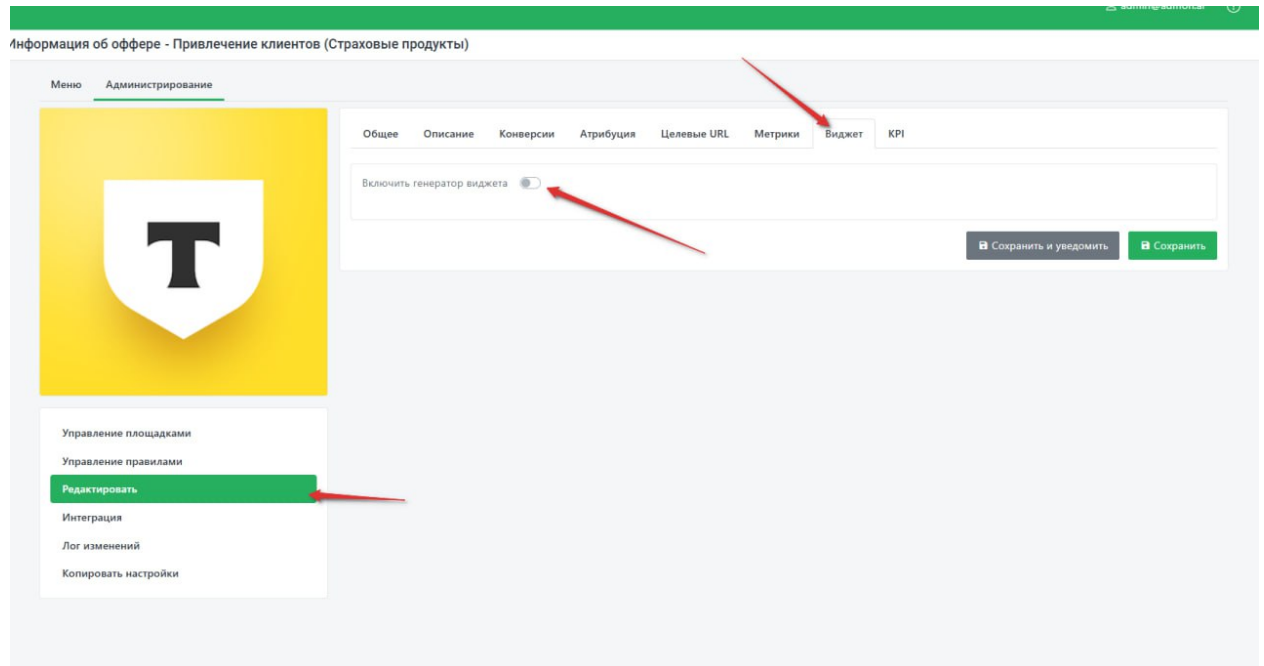 Информация об оффере - Привлечение клиентов (Страховые продукты)
Меню Администрирование
Общее Описание Конверсии Атрибуция Целевые URL Метрики Виджет KPI
Включить генератор виджета
Сохранить и уведомить Сохранить
T
Управление площадками
Управление правилами
Редактировать
Интеграция
Лог изменений
Копировать настройки